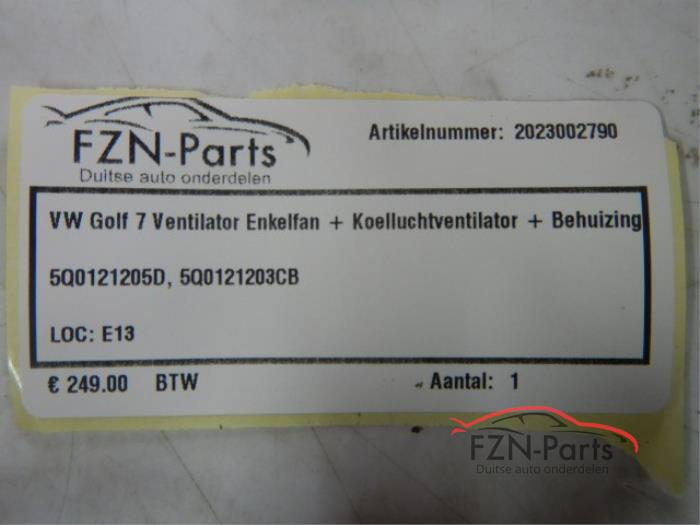 FZN-Parts
Duitse auto onderdelen
Artikelnummer: 2023002790
VW Golf 7 Ventilator Enkelfan + Koelluchtventilator + Behuizing
5Q0121205D, 5Q0121203CB
LOC: E13
€ 249.00 BTW Aantal: 1
FZN-Parts
Duitse auto onderdelen